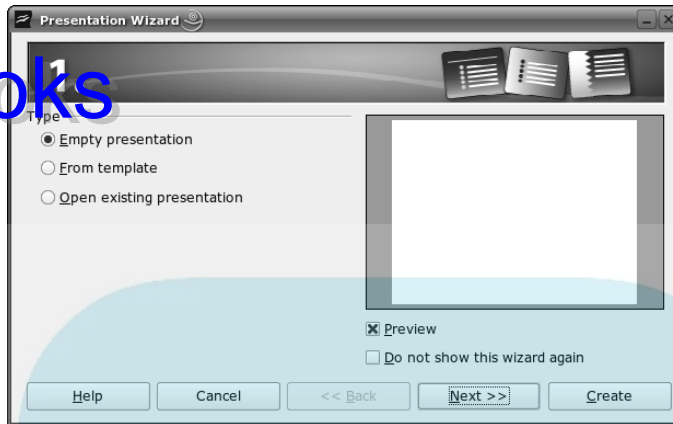 Presentation Wizard
1
oks
Type
Empty presentation
From template
Open existing presentation
Preview
Do not show this wizard again
Help
Cancel
<< Back
Next >>
Create